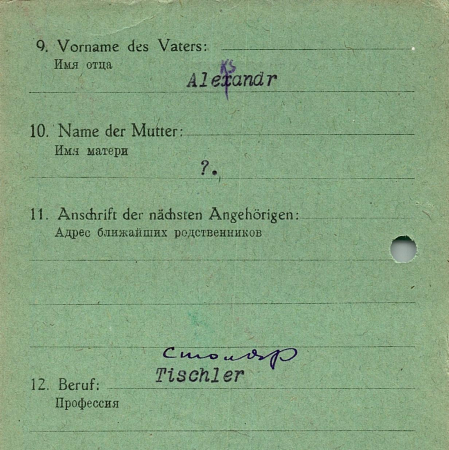 9. Vorname des Vaters:
Имя отца
ks
Alexandr
10. Name der Mutter:
Имя матери
?.
11. Anschrift der nächsten Angehörigen:
Адрес ближайших родственников
столяр
12. Beruf: Tischler
Профессия